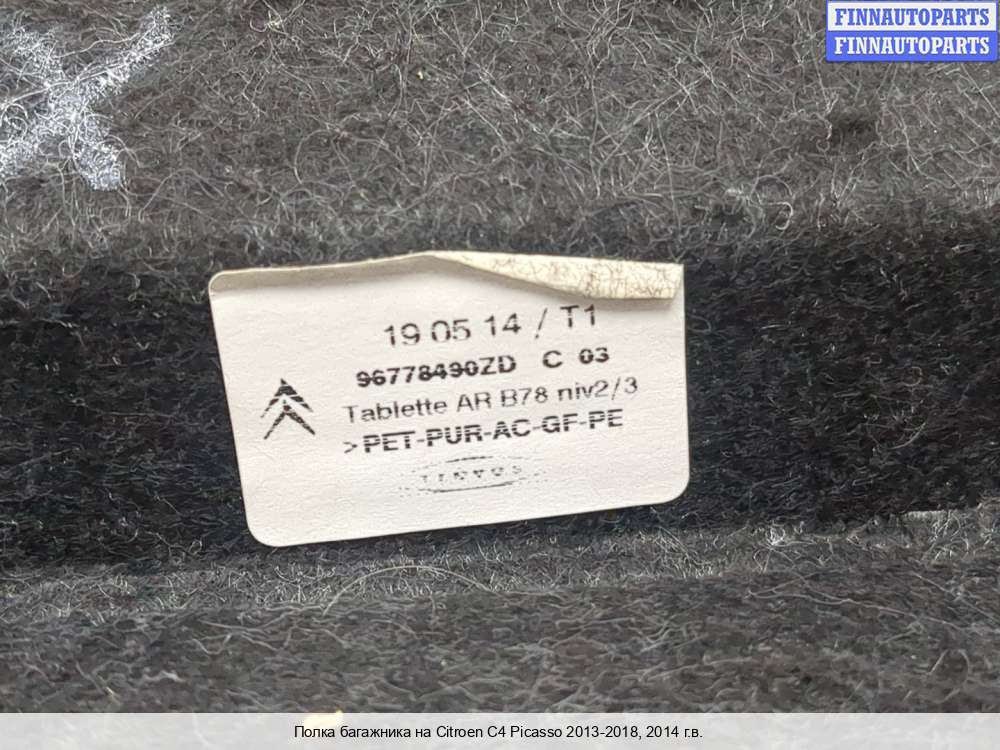 FINNAUTOPARTS
FINNAUTOPARTS
19 05 14 / T1
96778490ZD C 03
Tablette AR B78 niv2/3
>PET-PUR-AC-GF-PE
Полка багажника на Citroen C4 Picasso 2013-2018, 2014 г.в.